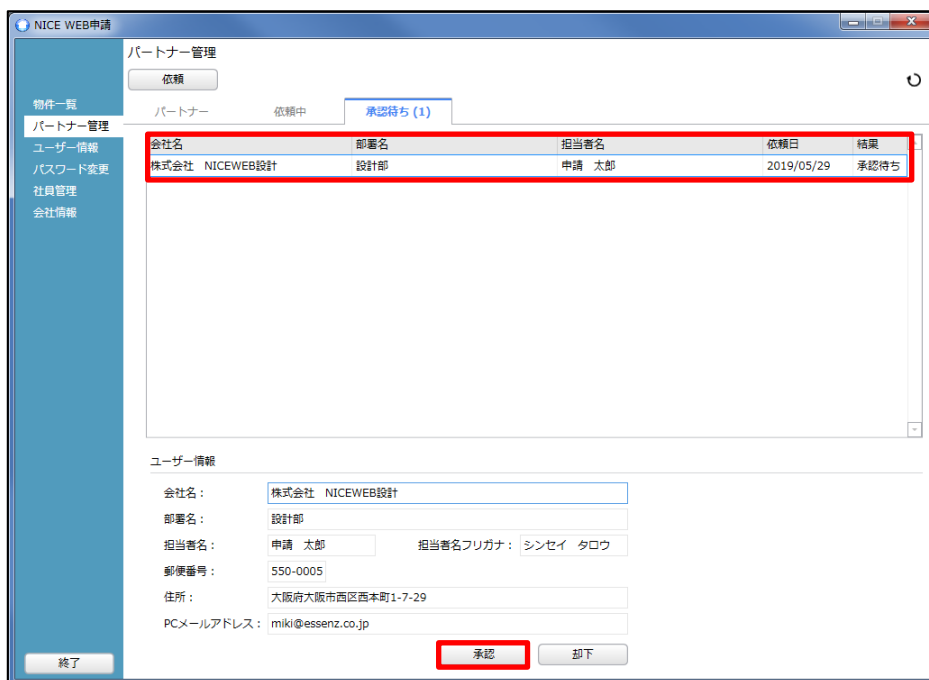 NICE WEB申請
パートナー管理
依頼
物件一覧
パートナー管理
ユーザー情報
パスワード変更
社員管理
会社情報
終了
パートナー 依頼中 承認待ち (1)
会社名 部署名 担当者名 依頼日 結果
株式会社 NICEWEB設計 設計部 申請 太郎 2019/05/29 承認待ち
ユーザー情報
会社名： 株式会社 NICEWEB設計
部署名： 設計部
担当者名： 申請 太郎 担当者名フリガナ： シンセイ タロウ
郵便番号： 550-0005
住所： 大阪府大阪市西区西本町1-7-29
PCメールアドレス： miki@essenz.co.jp
承認 却下